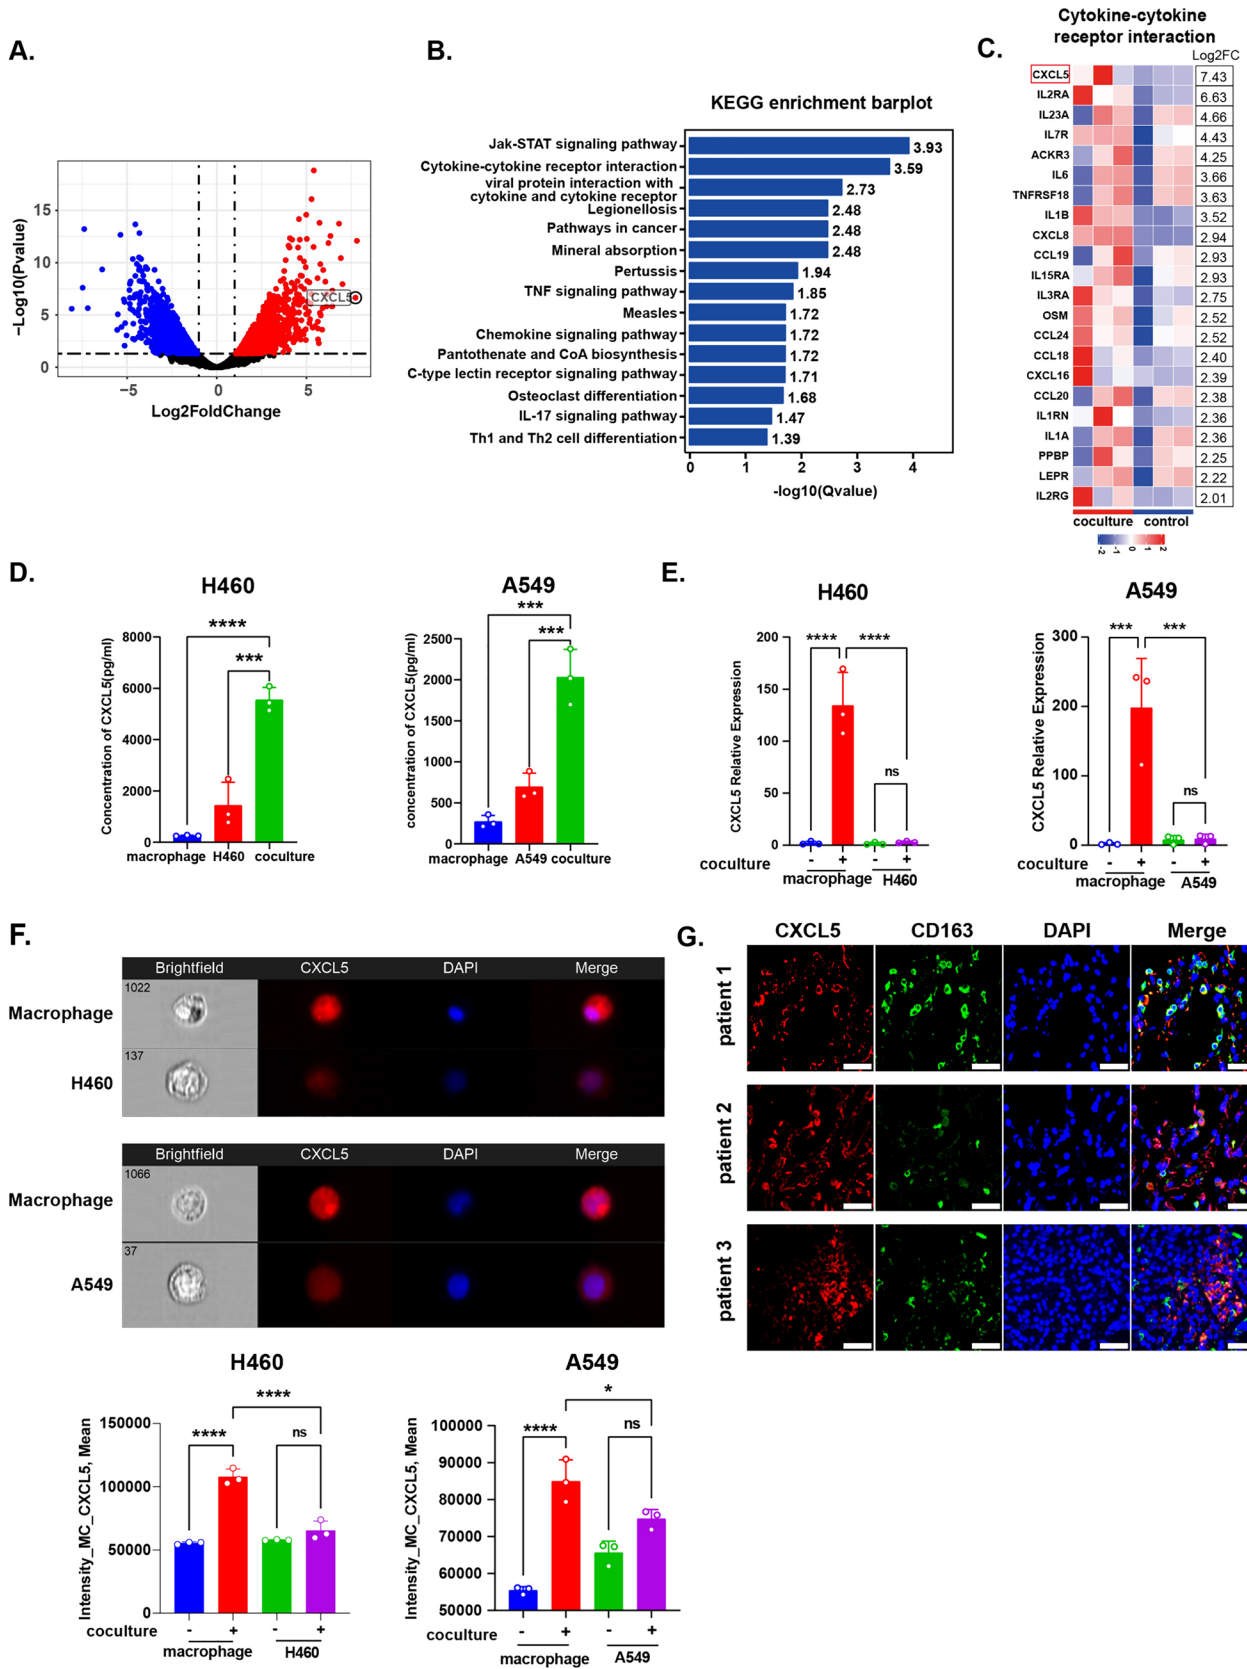 A.
−Log10(Pvalue)
15
10
5
0
CXCL5
−5
0
5
Log2FoldChange
B.
KEGG enrichment barplot
Jak-STAT signaling pathway
3.93
Cytokine-cytokine receptor interaction
3.59
viral protein interaction with
cytokine and cytokine receptor
2.73
Legionellosis
2.48
Pathways in cancer
2.48
Mineral absorption
2.48
Pertussis
1.94
TNF signaling pathway
1.85
Measles
1.72
Chemokine signaling pathway
1.72
Pantothenate and CoA biosynthesis
1.72
C-type lectin receptor signaling pathway
1.71
Osteoclast differentiation
1.68
IL-17 signaling pathway
1.47
Th1 and Th2 cell differentiation
1.39
0 1 2 3 4
-log10(Qvalue)
C.
Cytokine-cytokine
receptor interaction
Log2FC
CXCL5 7.43
IL2RA 6.63
IL23A 4.66
IL7R 4.43
ACKR3 4.25
IL6 3.66
TNFRSF18 3.63
IL1B 3.52
CXCL8 2.94
CCL19 2.93
IL15RA 2.93
IL3RA 2.75
OSM 2.52
CCL24 2.52
CCL18 2.40
CXCL16 2.39
CCL20 2.38
IL1RN 2.36
IL1A 2.36
PPBP 2.25
LEPR 2.22
IL2RG 2.01
coculture control
-2 -1 0 1 2
D.
H460
Concentration of CXCL5(pg/ml)
8000
6000
4000
2000
0
****
***
macrophage H460 coculture
A549
concentration of CXCL5(pg/ml)
2500
2000
1500
1000
500
0
***
***
macrophage A549 coculture
E.
H460
CXCL5 Relative Expression
200
150
100
50
0
**** ****
ns
coculture - + - +
macrophage H460
A549
CXCL5 Relative Expression
300
200
100
0
*** ***
ns
coculture - + - +
macrophage A549
F.
Brightfield CXCL5 DAPI Merge
Macrophage
1022
H460
137
Brightfield CXCL5 DAPI Merge
Macrophage
1066
A549
37
H460
Intensity_MC_CXCL5, Mean
150000
100000
50000
0
****
****
ns
coculture - + - +
macrophage H460
A549
Intensity_MC_CXCL5, Mean
100000
90000
80000
70000
60000
50000
*
****
ns
coculture - + - +
macrophage A549
G.
CXCL5 CD163 DAPI Merge
patient 1
patient 2
patient 3